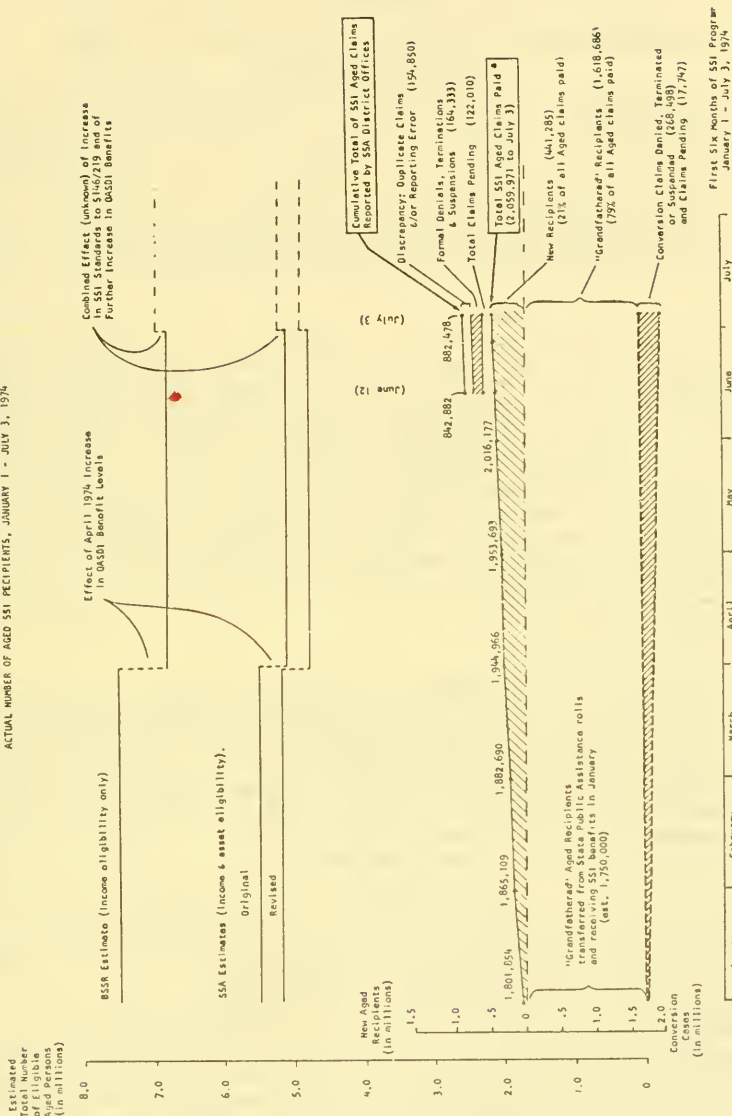 ACTUAL NUMBER OF AGED SSI RECIPIENTS, JANUARY 1 - JULY 3, 1974
Estimated
Total Number
of Eligible
Aged Persons
(in millions)
8.0
7.0
6.0
5.0
4.0
3.0
2.0
1.0
0
BSSR Estimate (Income eligibility only)
SSA Estimates (Income & asset eligibility).
Original
Revised
Effect of April 1974 Increase
in OASDI Benefit Levels
Combined Effect (unknown) of Increase
in SSI Standards to $146/219 and of
Further Increase in OASDI Benefits
New Aged
Recipients
(in millions)
1.5
1.0
.5
0
.5
1.0
1.5
2.0
Conversion
Cases
(in millions)
1,801,854
1,865,109
1,882,690
1,944,966
1,953,693
2,016,177
842,882
882,478
(June 12)
(July 3)
"Grandfathered" Aged Recipients
transferred from State Public Assistance rolls
and receiving SSI benefits in January
(est. 1,750,000)
Cumulative Total of SSI Aged Claims
Reported by SSA District Offices
Discrepancy: Duplicate Claims
&/or Reporting Error (154,850)
Formal Denials, Terminations
& Suspensions (164,333)
Total Claims Pending (122,010)
Total SSI Aged Claims Paid
(2,059,971 to July 3)
New Recipients (441,285)
(21% of all Aged claims paid)
"Grandfathered" Recipients (1,618,686)
(79% of all Aged claims paid)
Conversion Claims Denied, Terminated
or Suspended (268,498)
and Claims Pending (17,747)
March
April
May
June
July
First Six Months of SSI Program
January 1 - July 3, 1974